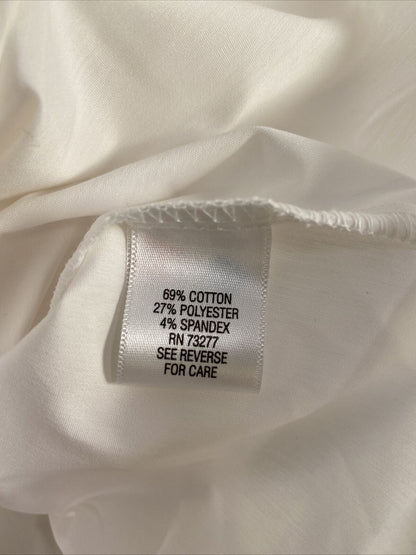 69% COTTON
27% POLYESTER
4% SPANDEX
RN 73277
SEE REVERSE
FOR CARE